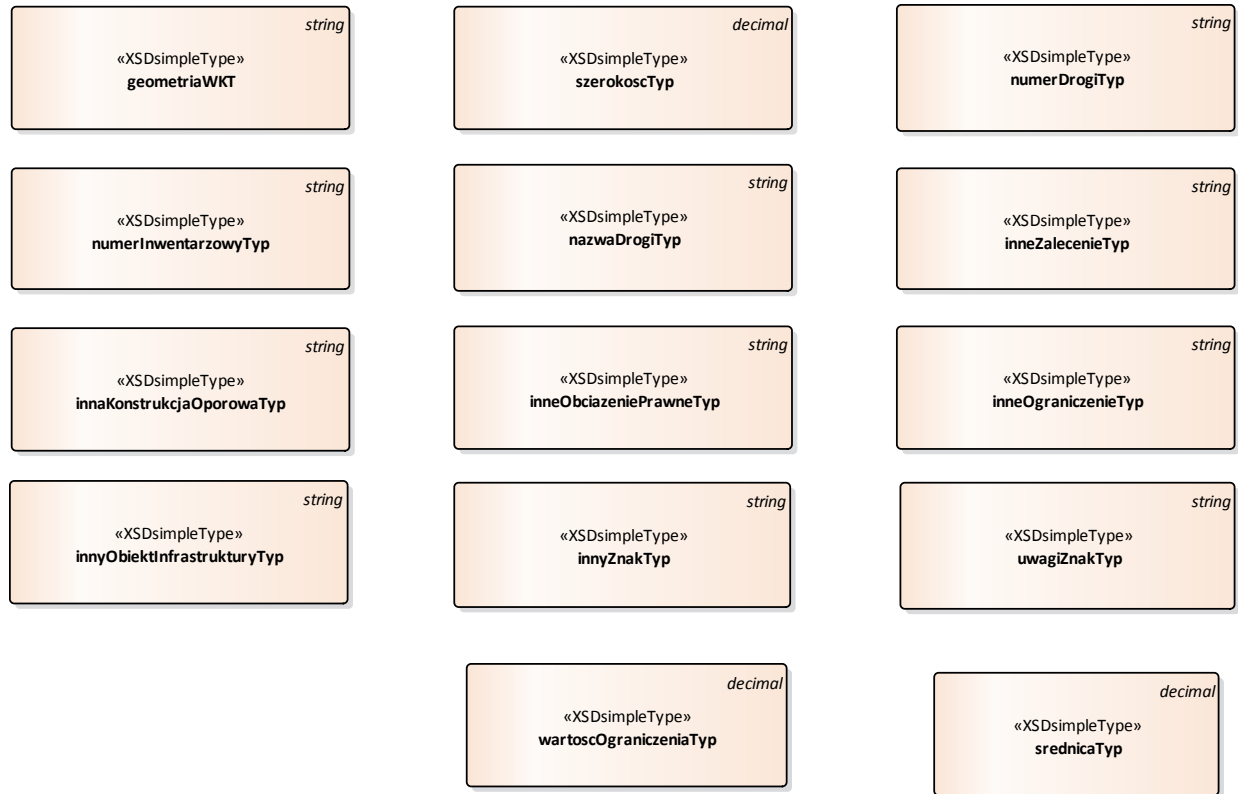 string
«XSDsimpleType»
geometriaWKT
decimal
«XSDsimpleType»
szerokoscTyp
string
«XSDsimpleType»
numerDrogiTyp
string
«XSDsimpleType»
numerInwentarzowyTyp
string
«XSDsimpleType»
nazwaDrogiTyp
string
«XSDsimpleType»
inneZalecenieTyp
string
«XSDsimpleType»
innaKonstrukcjaOporowaTyp
string
«XSDsimpleType»
inneObciazeniePrawneTyp
string
«XSDsimpleType»
inneOgraniczenieTyp
string
«XSDsimpleType»
innyObiektInfrastrukturyTyp
string
«XSDsimpleType»
innyZnakTyp
string
«XSDsimpleType»
uwagiZnakTyp
decimal
«XSDsimpleType»
wartoscOgraniczeniaTyp
decimal
«XSDsimpleType»
srednicaTyp